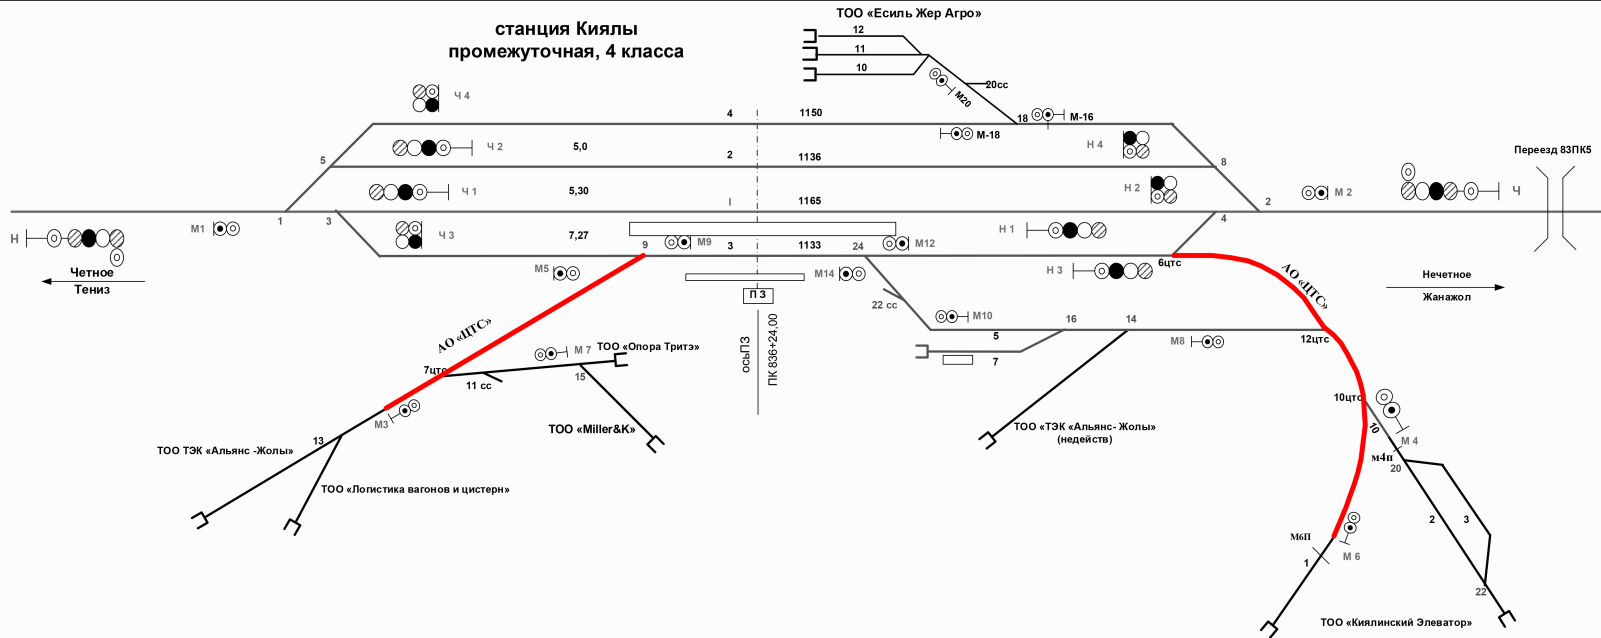 станция Киялы
промежуточная, 4 класса
ТОО «Есиль Жер Агро»
12
11
10
20сс
М20
18
М-16
М-18
Ч 4
4
1150
Н 4
5
Ч 2
5,0
2
1136
8
Переезд 83ПК5
Ч 1
5,30
I
1165
Н 2
2
М 2
Ч
1
3
М1
Н
Ч 3
7,27
9
М9
3
1133
24
М12
Н 1
4
6цтс
Н 3
М5
М14
П 3
Четное
Тениз
Нечетное
Жанажол
АО «ЦТС»
АО «ЦТС»
22 сс
М10
5
7
16
14
М8
12цтс
осьПЗ
ПК 836+24,00
7цтс
М 7
ТОО «Опора Тритэ»
11 сс
15
М3
13
ТОО «Miller&K»
ТОО ТЭК «Альянс -Жолы»
ТОО «Логистика вагонов и цистерн»
ТОО «ТЭК «Альянс- Жолы»
(недейств)
10цтс
10
М 4
м4п
20
2
3
М6П
1
М 6
22
ТОО «Киялинский Элеватор»